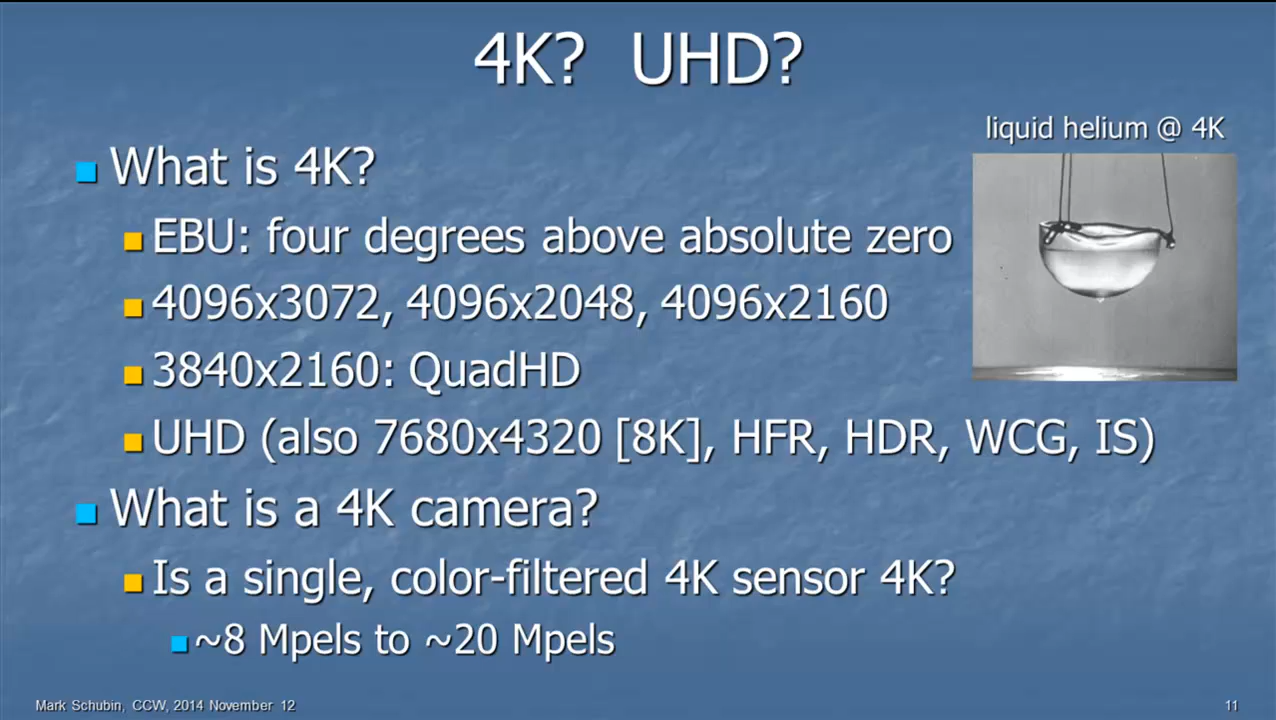 4K? UHD?
liquid helium @ 4K
What is 4K?
EBU: four degrees above absolute zero
4096x3072, 4096x2048, 4096x2160
3840x2160: QuadHD
UHD (also 7680x4320 [8K], HFR, HDR, WCG, IS)
What is a 4K camera?
Is a single, color-filtered 4K sensor 4K?
~8 Mpels to ~20 Mpels
Mark Schubin, CCW, 2014 November 12
11